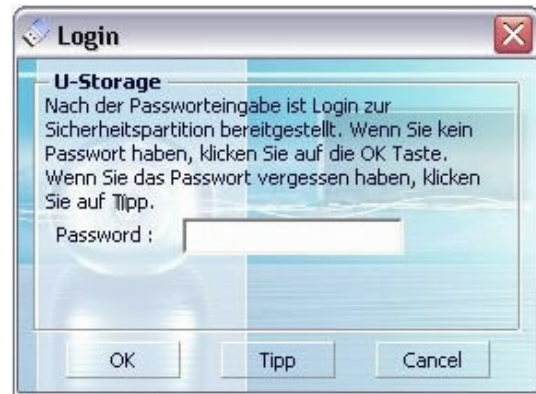 Login
U-Storage
Nach der Passworteingabe ist Login zur
Sicherheitspartition bereitgestellt. Wenn Sie kein
Passwort haben, klicken Sie auf die OK Taste.
Wenn Sie das Passwort vergessen haben, klicken
Sie auf Tipp.
Password :
OK Tipp Cancel